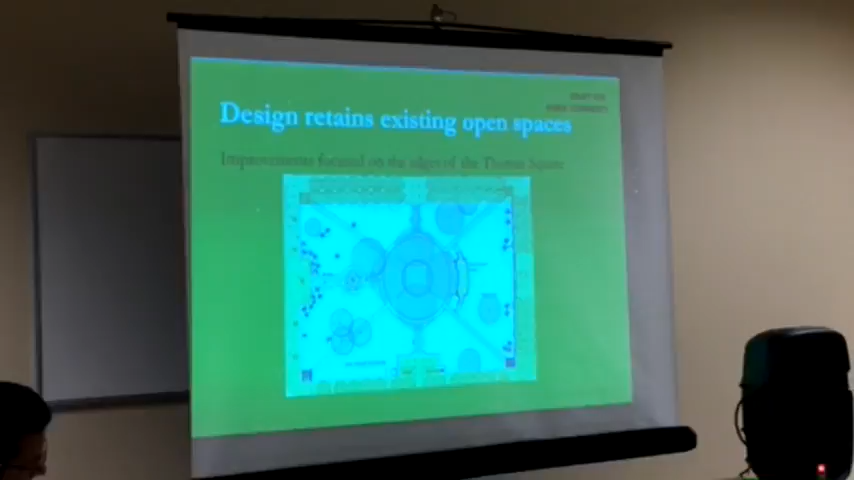 Design retains existing open spaces
Improvements focused on the edges of the Thomas Square